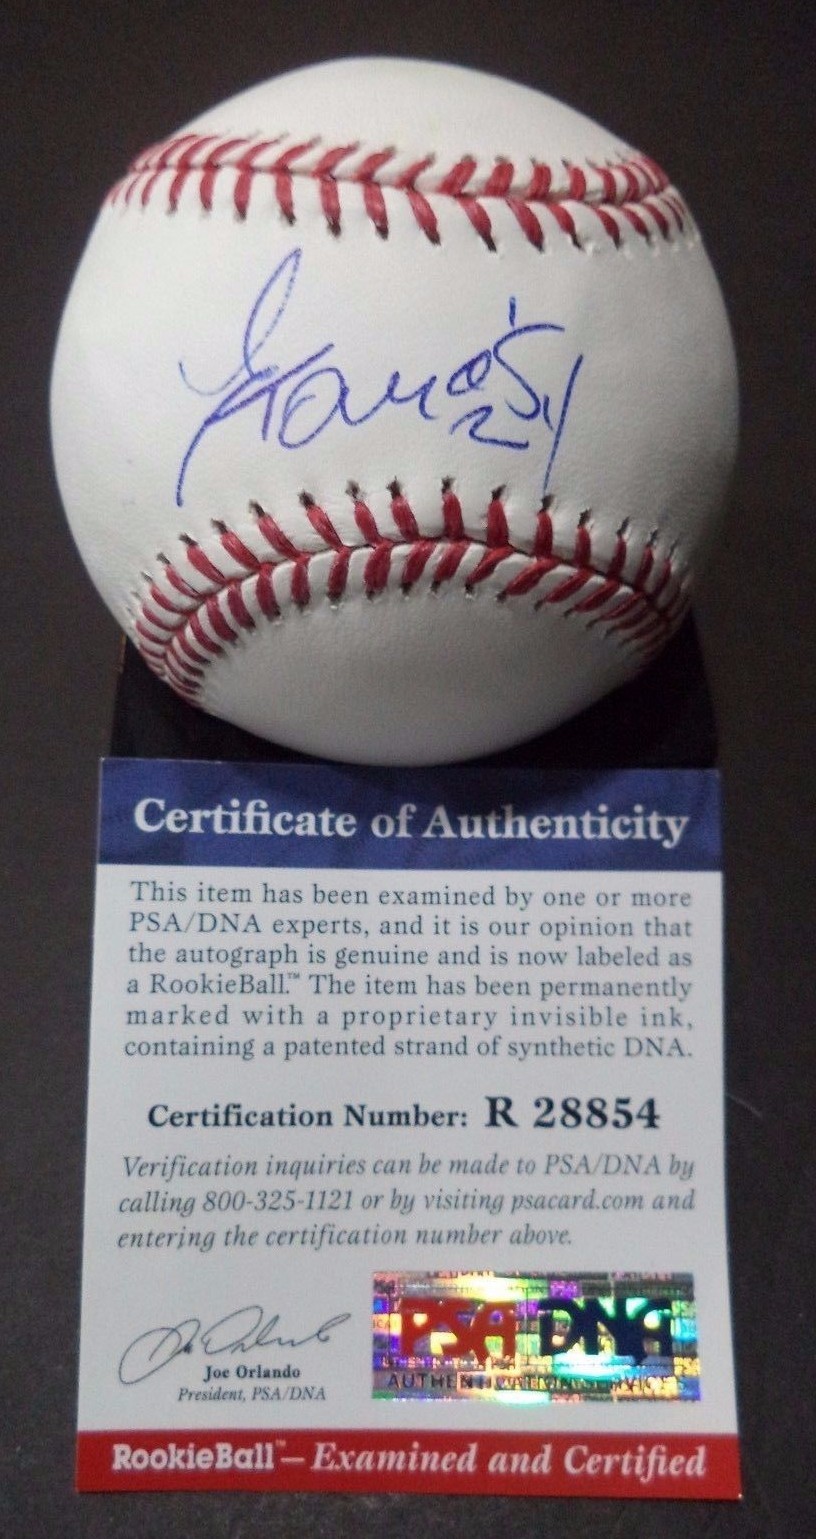 Certificate of Authenticity
This item has been examined by one or more
PSA/DNA experts, and it is our opinion that
the autograph is genuine and is now labeled as
a RookieBall.™ The item has been permanently
marked with a proprietary invisible ink,
containing a patented strand of synthetic DNA.
Certification Number: R 28854
Verification inquiries can be made to PSA/DNA by
calling 800-325-1121 or by visiting psacard.com and
entering the certification number above.
Joe Orlando
President, PSA/DNA
PSA DNA
AUTHENTICATION SERVICES
RookieBall™— Examined and Certified